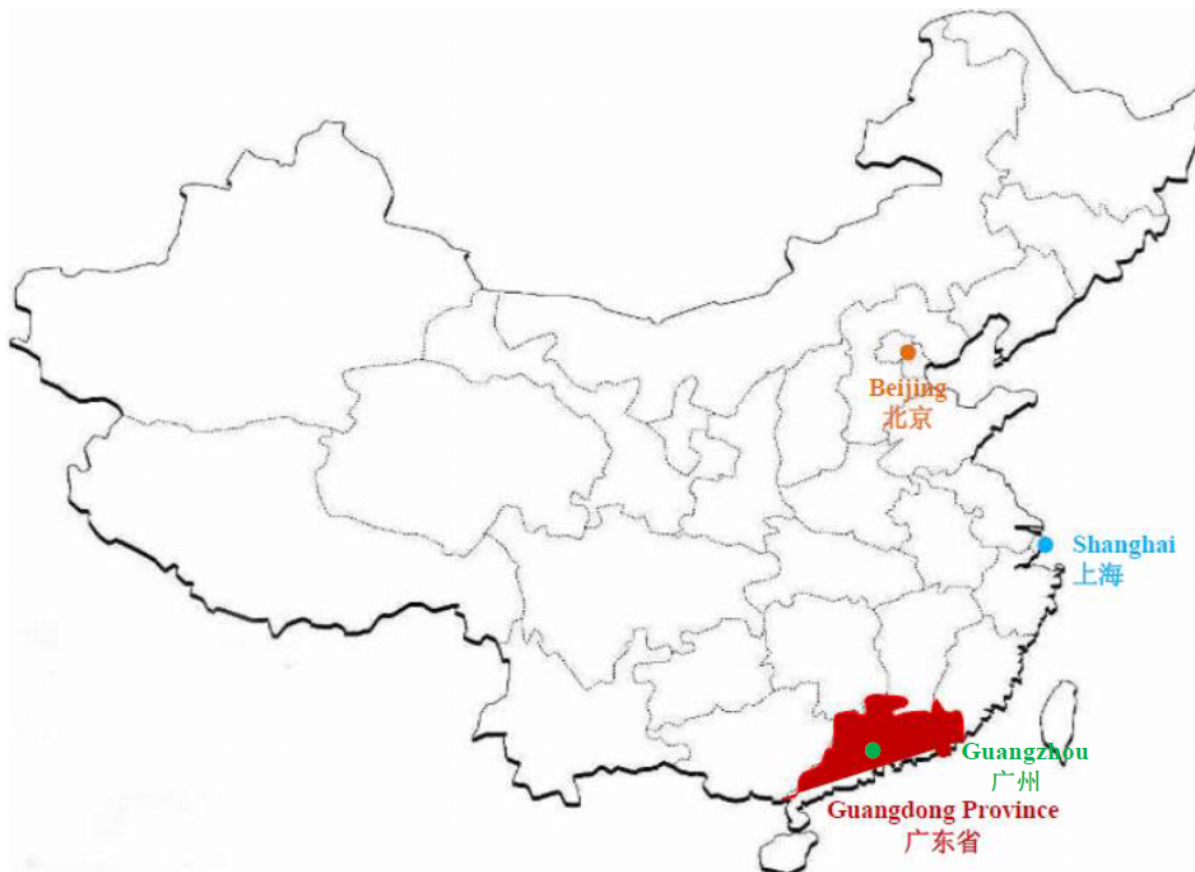 Beijing
北京
Shanghai
上海
Guangzhou
广州
Guangdong Province
广东省